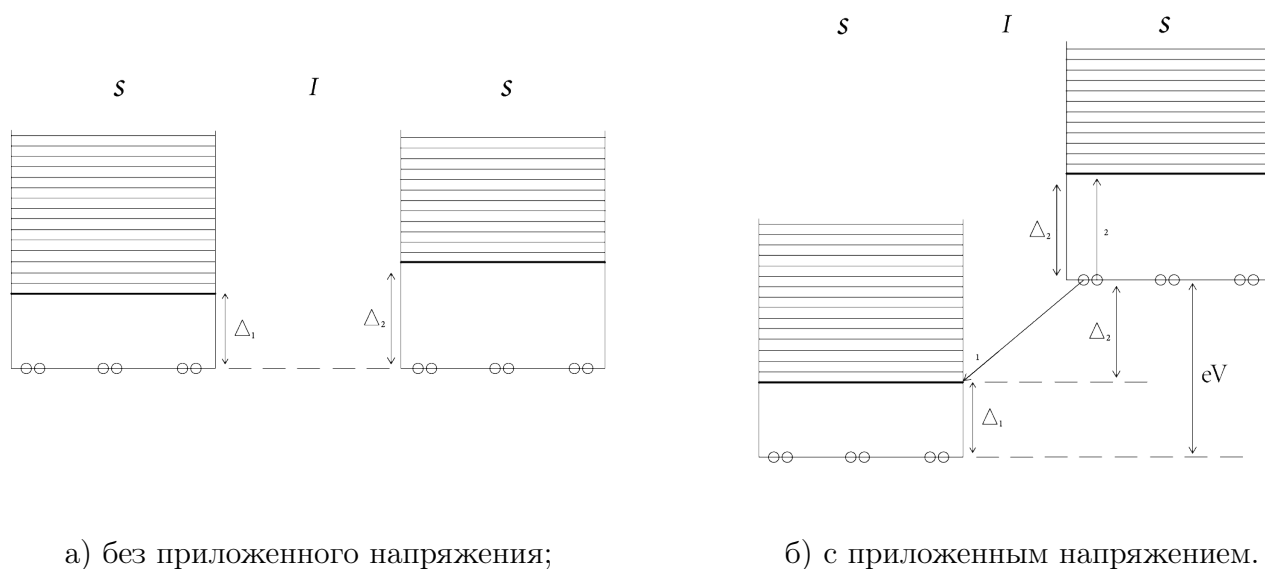 S I S
Δ₁
Δ₂
а) без приложенного напряжения;
S I S
Δ₂
2
1
Δ₂
eV
Δ₁
б) с приложенным напряжением.